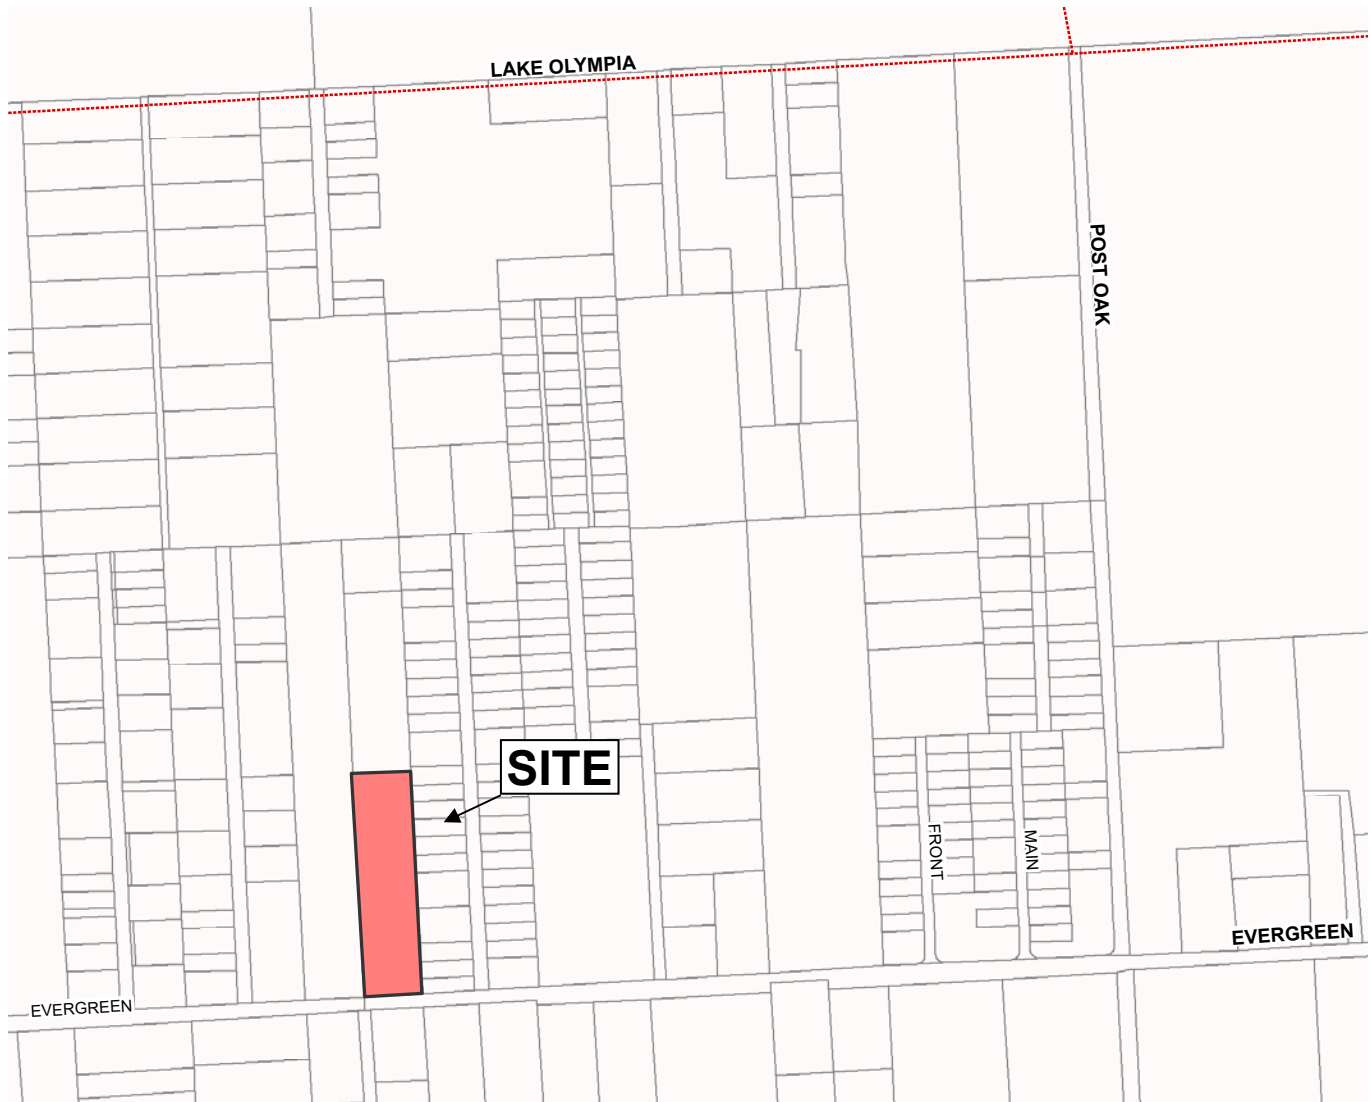 LAKE OLYMPIA
POST OAK
SITE
FRONT
MAIN
EVERGREEN
EVERGREEN